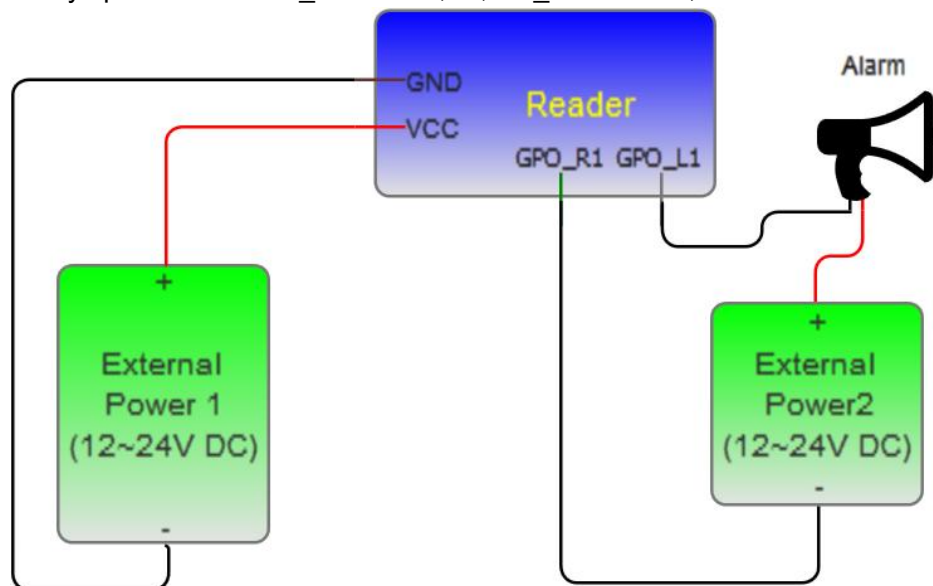 Alarm
GND
Reader
VCC
GPO_R1 GPO_L1
+
External
Power 1
(12~24V DC)
-
+
External
Power2
(12~24V DC)
-